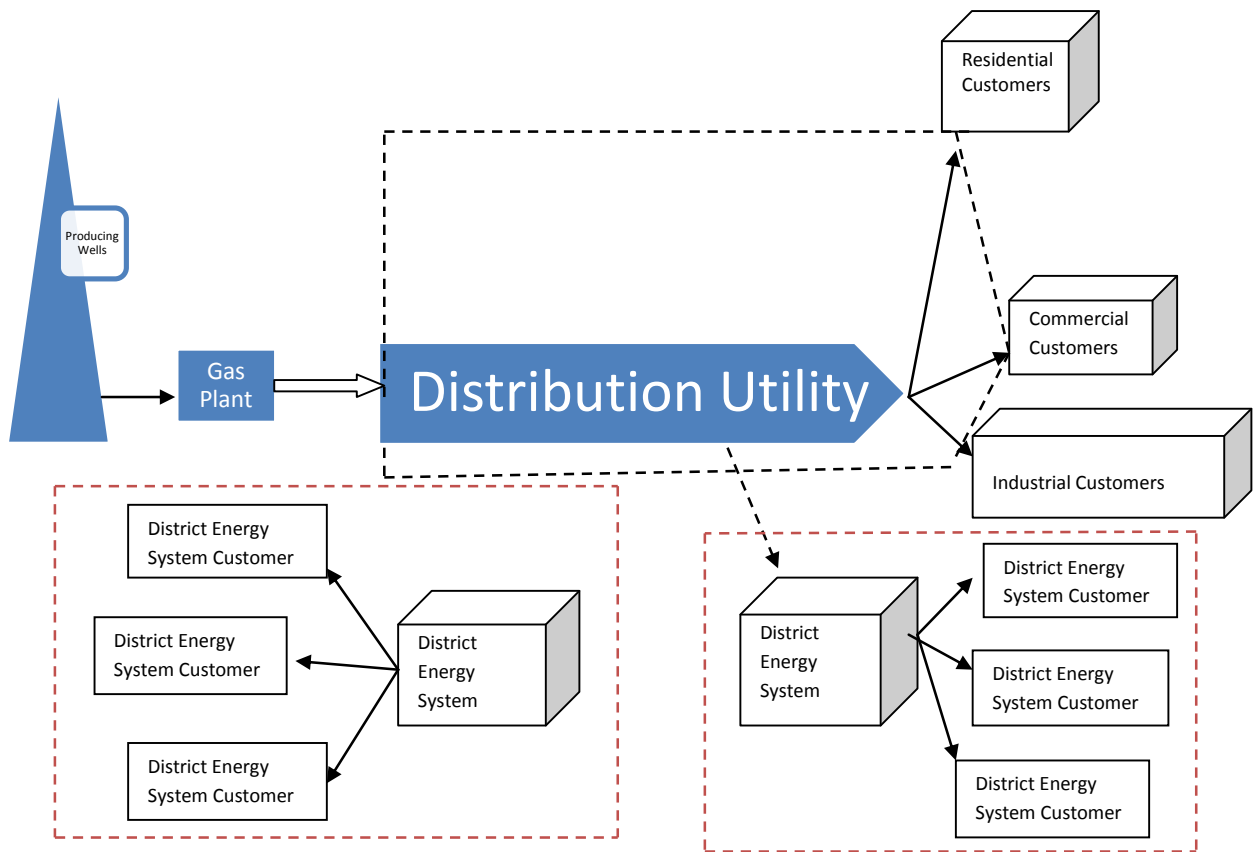 Residential
Customers
Producing
Wells
Commercial
Customers
Gas
Plant
Distribution Utility
Industrial Customers
District Energy
System Customer
District Energy
System Customer
District Energy
System Customer
District
Energy
System
District
Energy
System
District Energy
System Customer
District Energy
System Customer
District Energy
System Customer